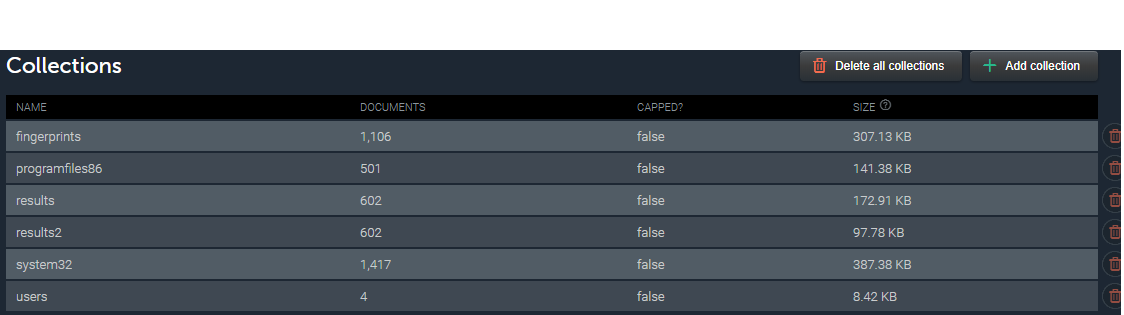 Collections
Delete all collections
Add collection
NAME DOCUMENTS CAPPED? SIZE ?
fingerprints 1,106 false 307.13 KB
programfiles86 501 false 141.38 KB
results 602 false 172.91 KB
results2 602 false 97.78 KB
system32 1,417 false 387.38 KB
users 4 false 8.42 KB